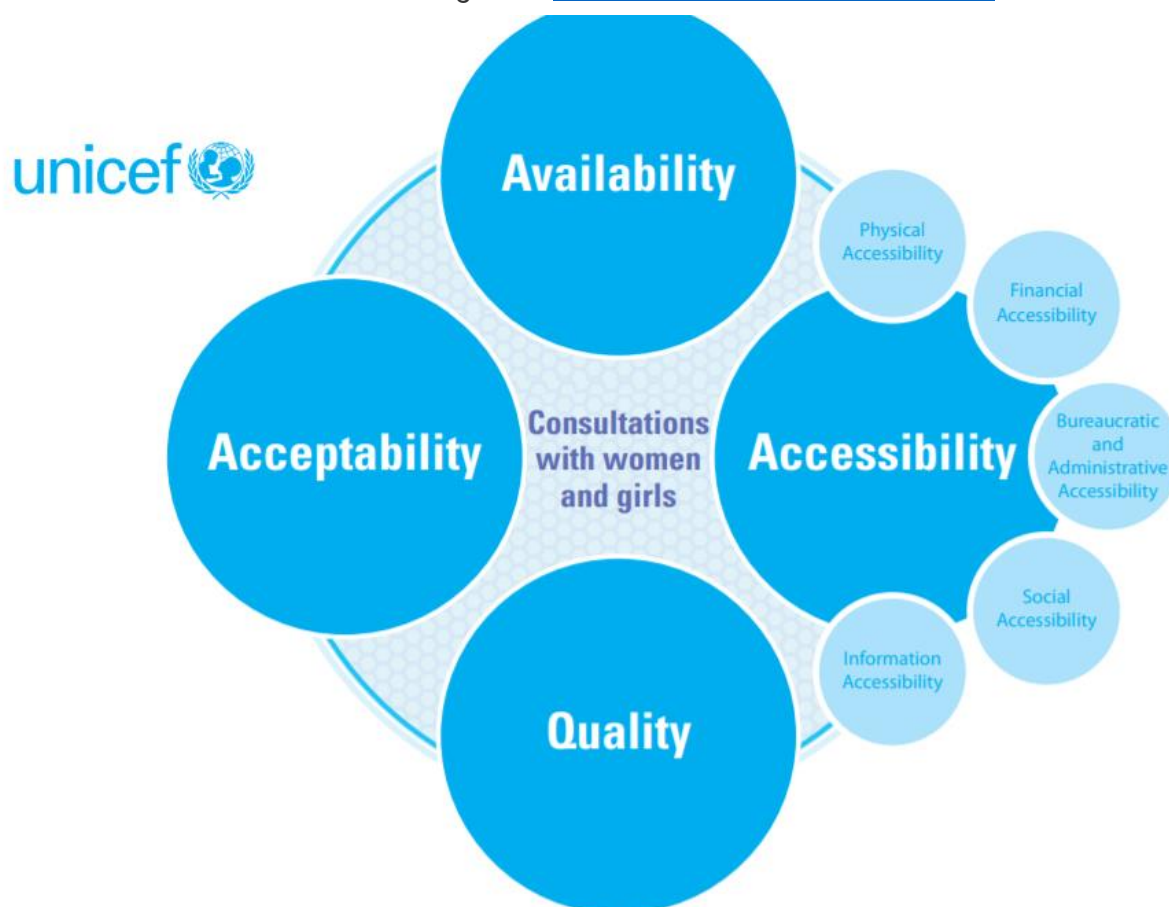 unicef
Availability
Physical
Accessibility
Financial
Accessibility
Acceptability
Consultations
with women
and girls
Accessibility
Bureaucratic
and
Administrative
Accessibility
Social
Accessibility
Information
Accessibility
Quality